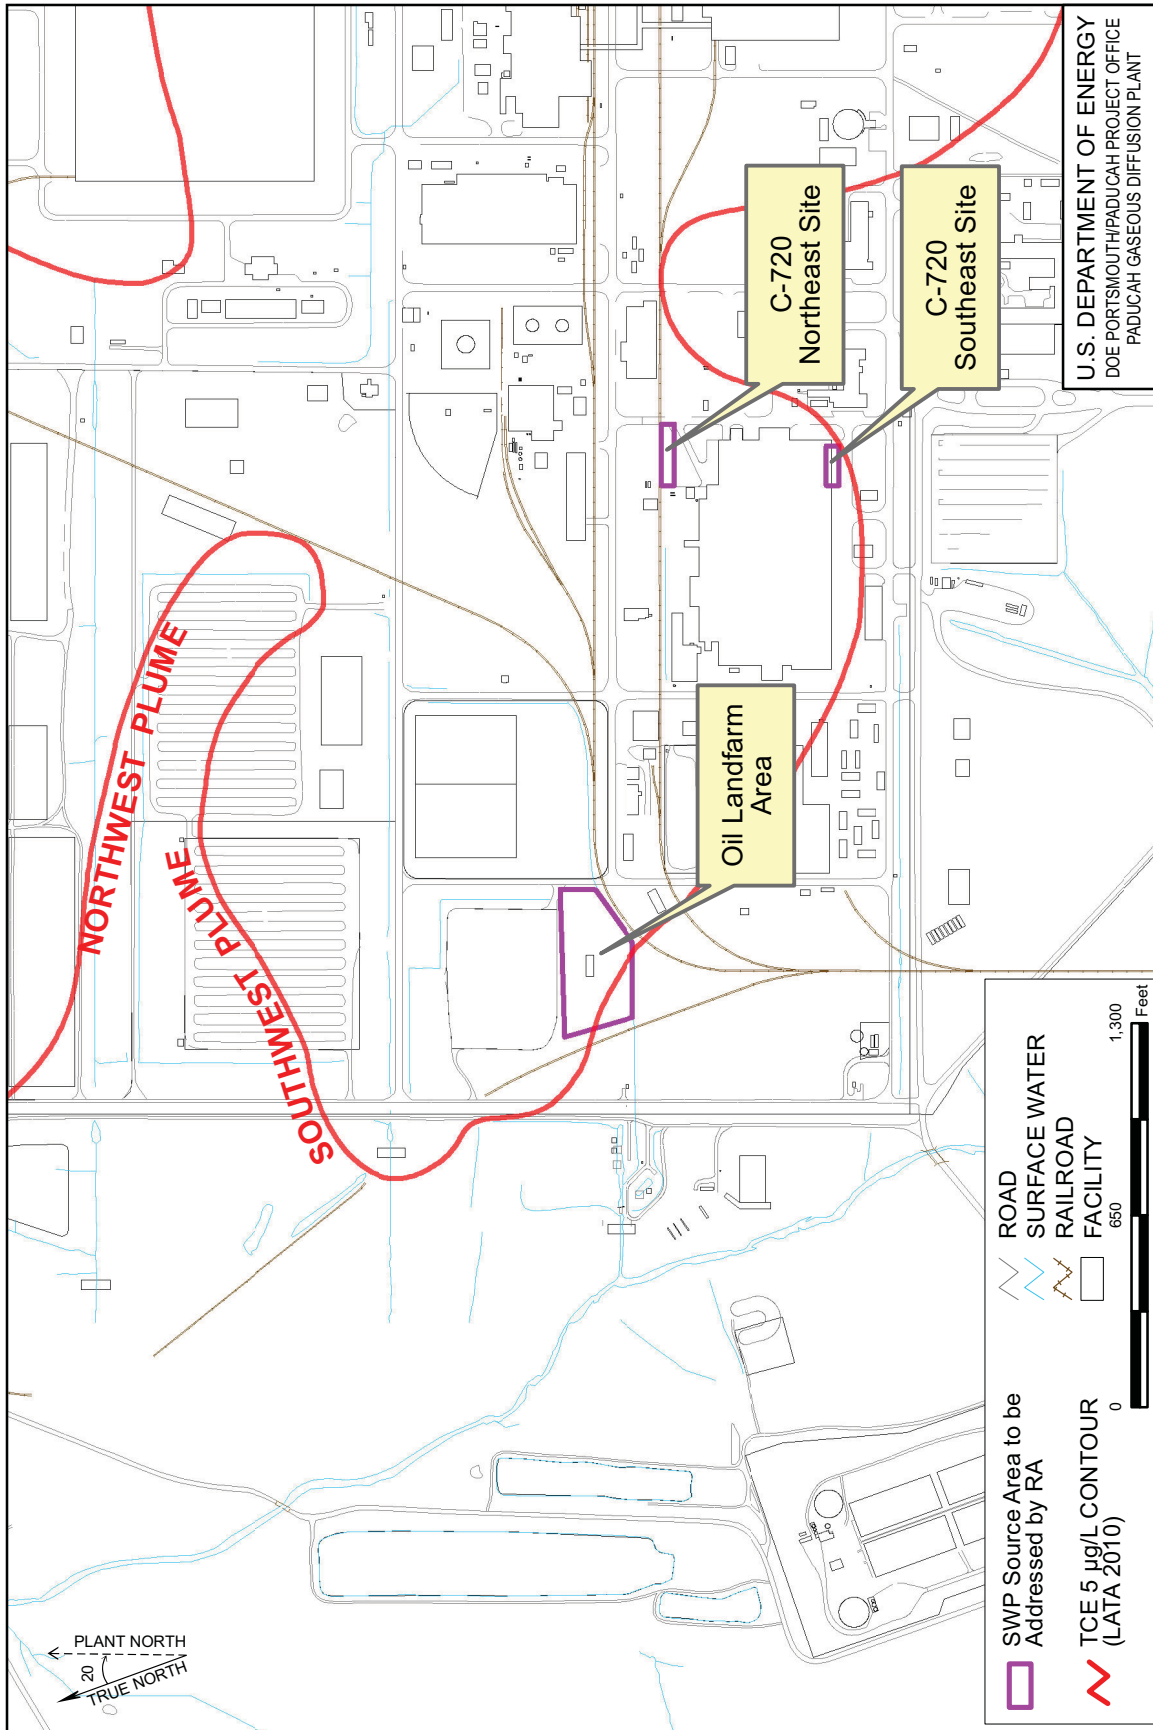 NORTHWEST PLUME
SOUTHWEST PLUME
C-720
Northeast Site
C-720
Southeast Site
Oil Landfarm
Area
PLANT NORTH
20
TRUE NORTH
SWP Source Area to be
Addressed by RA
TCE 5 µg/L CONTOUR
(LATA 2010)
ROAD
SURFACE WATER
RAILROAD
FACILITY
0 650 1,300
Feet
U.S. DEPARTMENT OF ENERGY
DOE PORTSMOUTH/PADUCAH PROJECT OFFICE
PADUCAH GASEOUS DIFFUSION PLANT